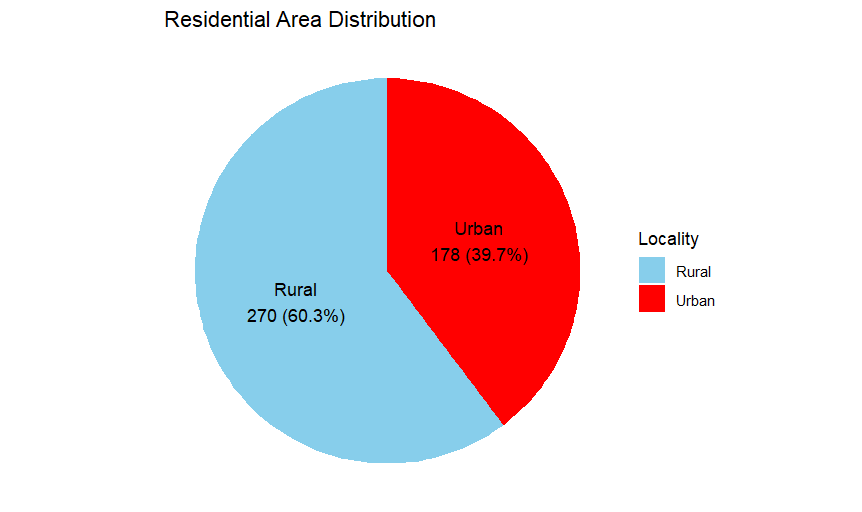 Residential Area Distribution
Urban
178 (39.7%)
Rural
270 (60.3%)
Locality
Rural
Urban